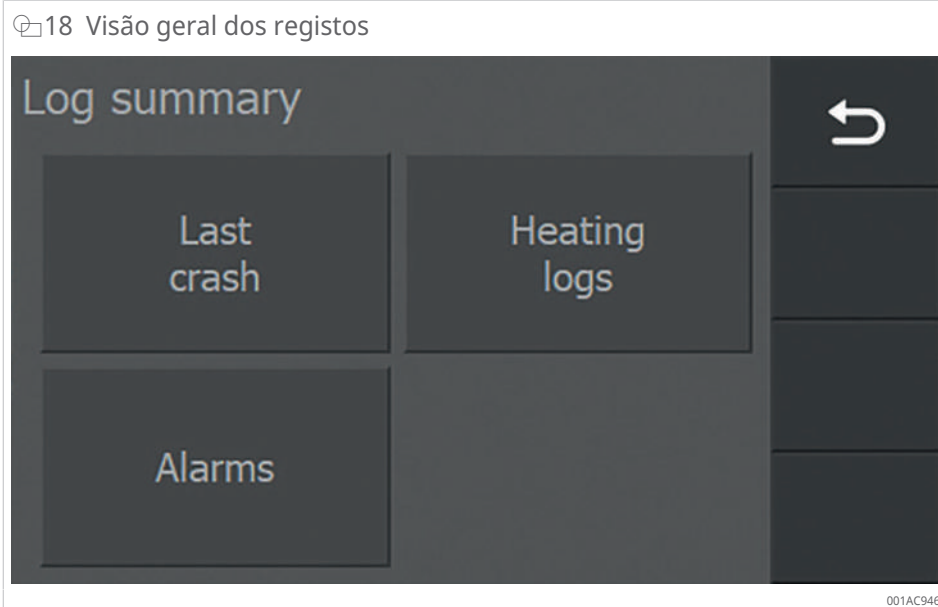 18 Visão geral dos registos
Log summary
Last
crash
Heating
logs
Alarms
001AC946